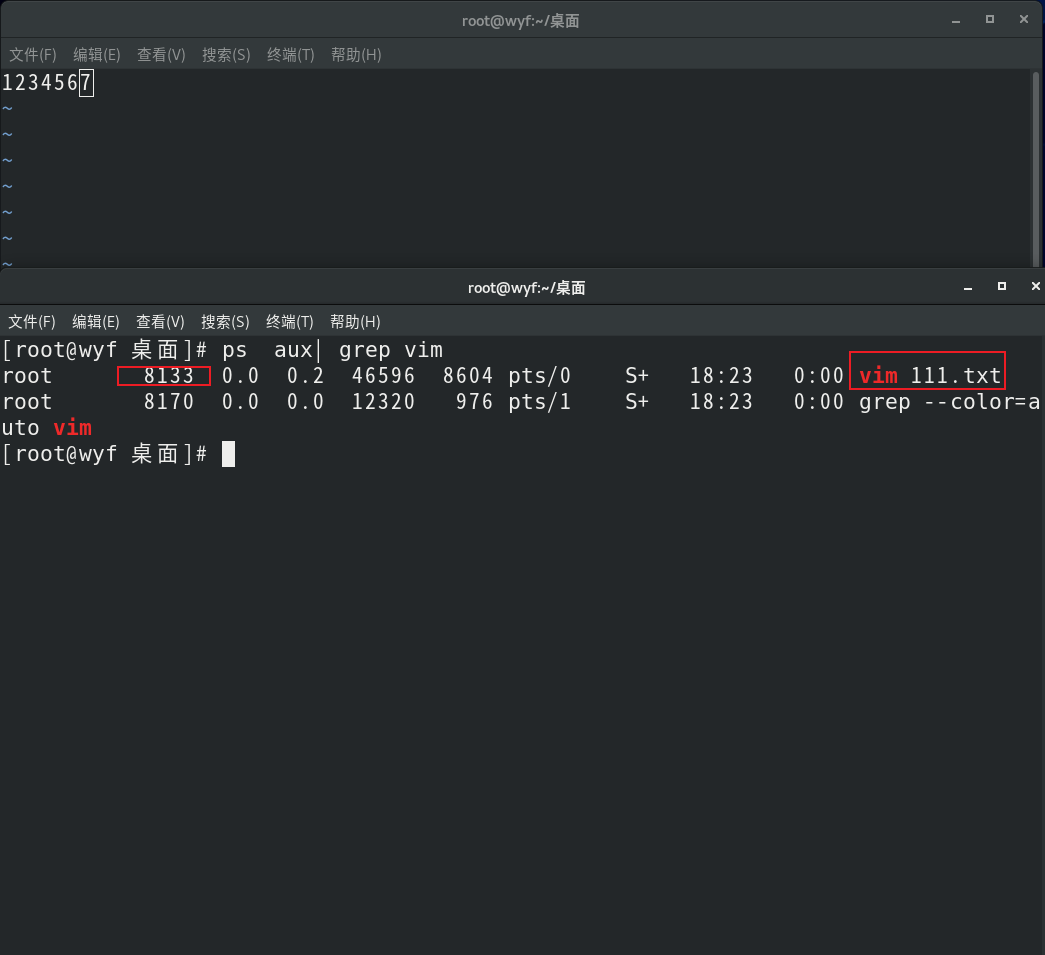 root@wyf:~/桌面
文件(F) 编辑(E) 查看(V) 搜索(S) 终端(T) 帮助(H)
1234567
~
~
~
~
~
~
~
root@wyf:~/桌面
文件(F) 编辑(E) 查看(V) 搜索(S) 终端(T) 帮助(H)
[root@wyf 桌面]# ps  aux| grep vim
root       8133  0.0  0.2  46596  8604 pts/0    S+   18:23   0:00 vim 111.txt
root       8170  0.0  0.0  12320   976 pts/1    S+   18:23   0:00 grep --color=a
uto vim
[root@wyf 桌面]#